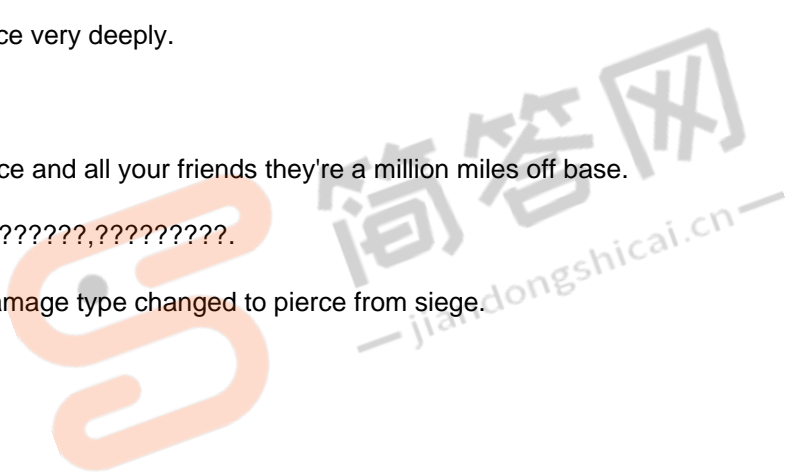 ce very deeply.
ce and all your friends they're a million miles off base.
??????,?????????.
amage type changed to pierce from siege.
简答网
jiandongshicai.cn